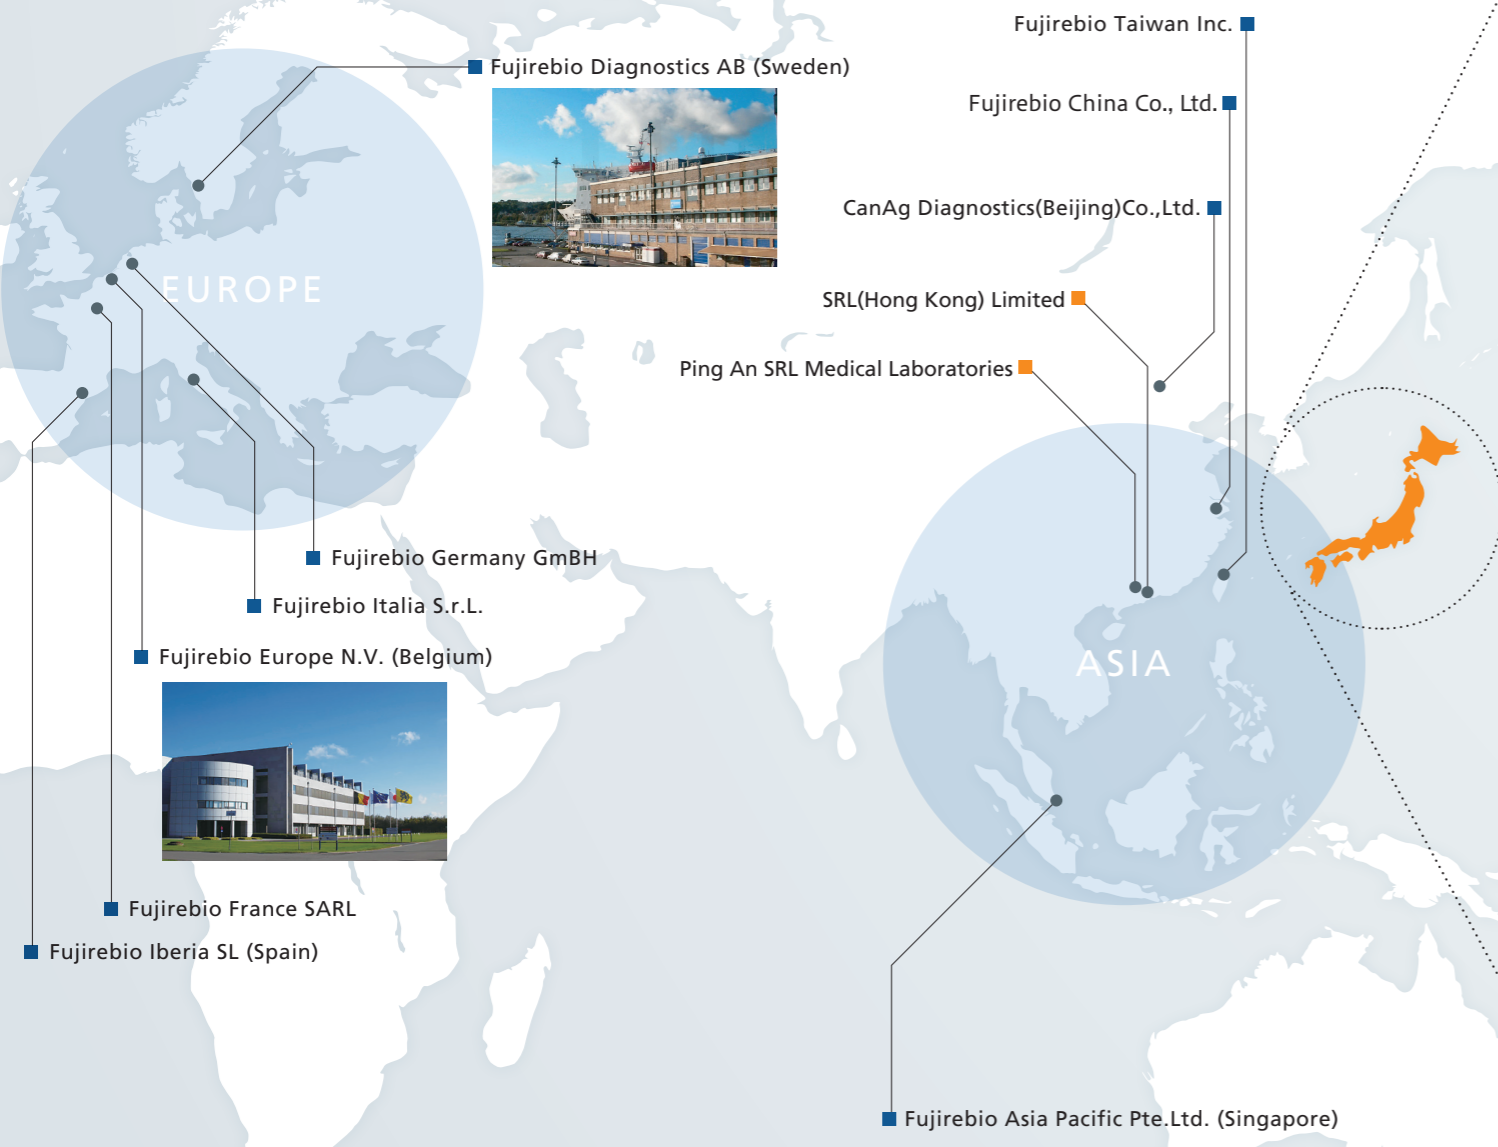 Fujirebio Taiwan Inc.
Fujirebio Diagnostics AB (Sweden)
Fujirebio China Co., Ltd.
CanAg Diagnostics(Beijing)Co.,Ltd.
EUROPE
SRL(Hong Kong) Limited
Ping An SRL Medical Laboratories
Fujirebio Germany GmBH
Fujirebio Italia S.r.L.
Fujirebio Europe N.V. (Belgium)
ASIA
Fujirebio France SARL
Fujirebio Iberia SL (Spain)
Fujirebio Asia Pacific Pte.Ltd. (Singapore)